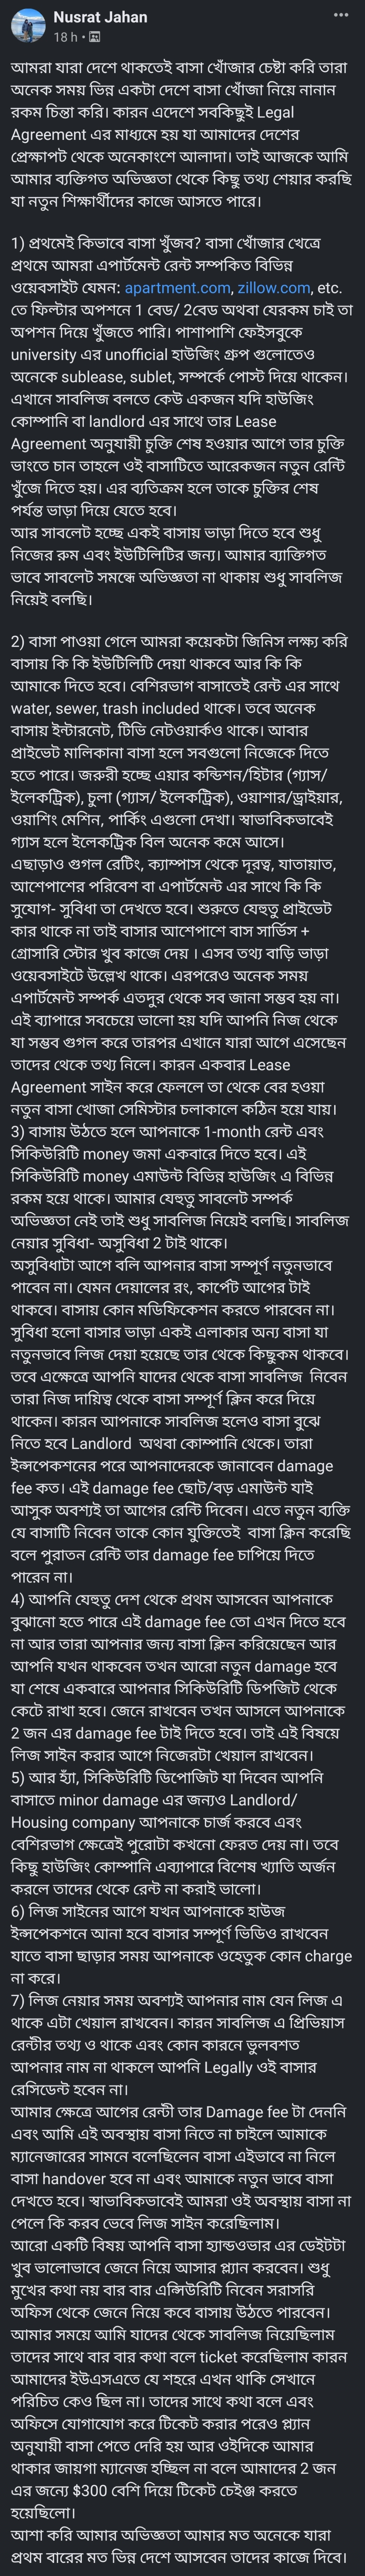 Nusrat Jahan
18 h
আমরা যারা দেশে থাকতেই বাসা খোঁজার চেষ্টা করি তারা
অনেক সময় ভিন্ন একটা দেশে বাসা খোঁজা নিয়ে নানান
রকম চিন্তা করি। কারন এদেশে সবকিছুই Legal
Agreement এর মাধ্যমে হয় যা আমাদের দেশের
প্রেক্ষাপট থেকে অনেকাংশে আলাদা। তাই আজকে আমি
আমার ব্যক্তিগত অভিজ্ঞতা থেকে কিছু তথ্য শেয়ার করছি
যা নতুন শিক্ষার্থীদের কাজে আসতে পারে।
1) প্রথমেই কিভাবে বাসা খুঁজব? বাসা খোঁজার খেত্রে
প্রথমে আমরা এপার্টমেন্ট রেন্ট সম্পকিত বিভিন্ন
ওয়েবসাইট যেমন: apartment.com, zillow.com, etc.
তে ফিল্টার অপশনে 1 বেড/ 2বেড অথবা যেরকম চাই তা
অপশন দিয়ে খুঁজতে পারি। পাশাপাশি ফেইসবুকে
university এর unofficial হাউজিং গ্রুপ গুলোতেও
অনেকে sublease, sublet, সম্পর্কে পোস্ট দিয়ে থাকেন।
এখানে সাবলিজ বলতে কেউ একজন যদি হাউজিং
কোম্পানি বা landlord এর সাথে তার Lease
Agreement অনুযায়ী চুক্তি শেষ হওয়ার আগে তার চুক্তি
ভাংতে চান তাহলে ওই বাসাটিতে আরেকজন নতুন রেন্টি
খুঁজে দিতে হয়। এর ব্যতিক্রম হলে তাকে চুক্তির শেষ
পর্যন্ত ভাড়া দিয়ে যেতে হবে।
আর সাবলেট হচ্ছে একই বাসায় ভাড়া দিতে হবে শুধু
নিজের রুম এবং ইউটিলিটির জন্য। আমার ব্যাক্তিগত
ভাবে সাবলেট সমন্ধে অভিজ্ঞতা না থাকায় শুধু সাবলিজ
নিয়েই বলছি।
2) বাসা পাওয়া গেলে আমরা কয়েকটা জিনিস লক্ষ্য করি
বাসায় কি কি ইউটিলিটি দেয়া থাকবে আর কি কি
আমাকে দিতে হবে। বেশিরভাগ বাসাতেই রেন্ট এর সাথে
water, sewer, trash included থাকে। তবে অনেক
বাসায় ইন্টারনেট, টিভি নেটওয়ার্কও থাকে। আবার
প্রাইভেট মালিকানা বাসা হলে সবগুলো নিজেকে দিতে
হতে পারে। জরুরী হচ্ছে এয়ার কন্ডিশন/হিটার (গ্যাস/
ইলেকট্রিক), চুলা (গ্যাস/ ইলেকট্রিক), ওয়াশার/ড্রাইয়ার,
ওয়াশিং মেশিন, পার্কিং এগুলো দেখা। স্বাভাবিকভাবেই
গ্যাস হলে ইলেকট্রিক বিল অনেক কমে আসে।
এছাড়াও গুগল রেটিং, ক্যাম্পাস থেকে দূরত্ব, যাতায়াত,
আশেপাশের পরিবেশ বা এপার্টমেন্ট এর সাথে কি কি
সুযোগ- সুবিধা তা দেখতে হবে। শুরুতে যেহুতু প্রাইভেট
কার থাকে না তাই বাসার আশেপাশে বাস সার্ভিস +
গ্রোসারি স্টোর খুব কাজে দেয় । এসব তথ্য বাড়ি ভাড়া
ওয়েবসাইটে উল্লেখ থাকে। এরপরেও অনেক সময়
এপার্টমেন্ট সম্পর্ক এতদুর থেকে সব জানা সম্ভব হয় না।
এই ব্যাপারে সবচেয়ে ভালো হয় যদি আপনি নিজ থেকে
যা সম্ভব গুগল করে তারপর এখানে যারা আগে এসেছেন
তাদের থেকে তথ্য নিলে। কারন একবার Lease
Agreement সাইন করে ফেললে তা থেকে বের হওয়া
নতুন বাসা খোজা সেমিস্টার চলাকালে কঠিন হয়ে যায়।
3) বাসায় উঠতে হলে আপনাকে 1-month রেন্ট এবং
সিকিউরিটি money জমা একবারে দিতে হবে। এই
সিকিউরিটি money এমাউন্ট বিভিন্ন হাউজিং এ বিভিন্ন
রকম হয়ে থাকে। আমার যেহুতু সাবলেট সম্পর্ক
অভিজ্ঞতা নেই তাই শুধু সাবলিজ নিয়েই বলছি। সাবলিজ
নেয়ার সুবিধা- অসুবিধা 2 টাই থাকে।
অসুবিধাটা আগে বলি আপনার বাসা সম্পূর্ণ নতুনভাবে
পাবেন না। যেমন দেয়ালের রং, কার্পেট আগের টাই
থাকবে। বাসায় কোন মডিফিকেশন করতে পারবেন না।
সুবিধা হলো বাসার ভাড়া একই এলাকার অন্য বাসা যা
নতুনভাবে লিজ দেয়া হয়েছে তার থেকে কিছুকম থাকবে।
তবে এক্ষেত্রে আপনি যাদের থেকে বাসা সাবলিজ নিবেন
তারা নিজ দায়িত্ব থেকে বাসা সম্পূর্ণ ক্লিন করে দিয়ে
থাকেন। কারন আপনাকে সাবলিজ হলেও বাসা বুঝে
নিতে হবে Landlord অথবা কোম্পানি থেকে। তারা
ইন্সপেকশনের পরে আপনাদেরকে জানাবেন damage
fee কত। এই damage fee ছোট/বড় এমাউন্ট যাই
আসুক অবশ্যই তা আগের রেন্টি দিবেন। এতে নতুন ব্যক্তি
যে বাসাটি নিবেন তাকে কোন যুক্তিতেই বাসা ক্লিন করেছি
বলে পুরাতন রেন্টি তার damage fee চাপিয়ে দিতে
পারেন না।
4) আপনি যেহুতু দেশ থেকে প্রথম আসবেন আপনাকে
বুঝানো হতে পারে এই damage fee তো এখন দিতে হবে
না আর তারা আপনার জন্য বাসা ক্লিন করিয়েছেন আর
আপনি যখন থাকবেন তখন আরো নতুন damage হবে
যা শেষে একবারে আপনার সিকিউরিটি ডিপজিট থেকে
কেটে রাখা হবে। জেনে রাখবেন তখন আসলে আপনাকে
2 জন এর damage fee টাই দিতে হবে। তাই এই বিষয়ে
লিজ সাইন করার আগে নিজেরটা খেয়াল রাখবেন।
5) আর হ্যাঁ, সিকিউরিটি ডিপোজিট যা দিবেন আপনি
বাসাতে minor damage এর জন্যও Landlord/
Housing company আপনাকে চার্জ করবে এবং
বেশিরভাগ ক্ষেত্রেই পুরোটা কখনো ফেরত দেয় না। তবে
কিছু হাউজিং কোম্পানি এব্যাপারে বিশেষ খ্যাতি অর্জন
করলে তাদের থেকে রেন্ট না করাই ভালো।
6) লিজ সাইনের আগে যখন আপনাকে হাউজ
ইন্সপেকশনে আনা হবে বাসার সম্পূর্ণ ভিডিও রাখবেন
যাতে বাসা ছাড়ার সময় আপনাকে ওহেতুক কোন charge
না করে।
7) লিজ নেয়ার সময় অবশ্যই আপনার নাম যেন লিজ এ
থাকে এটা খেয়াল রাখবেন। কারন সাবলিজ এ প্রিভিয়াস
রেন্টীর তথ্য ও থাকে এবং কোন কারনে ভুলবশত
আপনার নাম না থাকলে আপনি Legally ওই বাসার
রেসিডেন্ট হবেন না।
আমার ক্ষেত্রে আগের রেন্টী তার Damage fee টা দেননি
এবং আমি এই অবস্থায় বাসা নিতে না চাইলে আমাকে
ম্যানেজারের সামনে বলেছিলেন বাসা এইভাবে না নিলে
বাসা handover হবে না এবং আমাকে নতুন ভাবে বাসা
দেখতে হবে। স্বাভাবিকভাবেই আমরা ওই অবস্থায় বাসা না
পেলে কি করব ভেবে লিজ সাইন করেছিলাম।
আরো একটি বিষয় আপনি বাসা হ্যান্ডওভার এর ডেইটটা
খুব ভালোভাবে জেনে নিয়ে আসার প্ল্যান করবেন। শুধু
মুখের কথা নয় বার বার এন্সিউরিটি নিবেন সরাসরি
অফিস থেকে জেনে নিয়ে কবে বাসায় উঠতে পারবেন।
আমার সময়ে আমি যাদের থেকে সাবলিজ নিয়েছিলাম
তাদের সাথে বার বার কথা বলে ticket করেছিলাম কারন
আমাদের ইউএসএতে যে শহরে এখন থাকি সেখানে
পরিচিত কেও ছিল না। তাদের সাথে কথা বলে এবং
অফিসে যোগাযোগ করে টিকেট করার পরেও প্ল্যান
অনুযায়ী বাসা পেতে দেরি হয় আর ওইদিকে আমার
থাকার জায়গা ম্যানেজ হচ্ছিল না বলে আমাদের 2 জন
এর জন্যে $300 বেশি দিয়ে টিকেট চেইঞ্জ করতে
হয়েছিলো।
আশা করি আমার অভিজ্ঞতা আমার মত অনেকে যারা
প্রথম বারের মত ভিন্ন দেশে আসবেন তাদের কাজে দিবে।